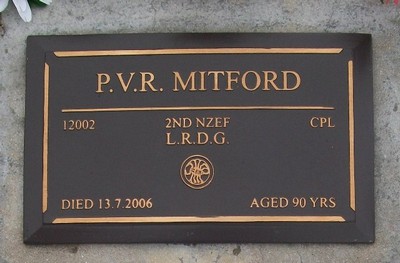 P.V.R. MITFORD
12002 2ND NZEF CPL
L.R.D.G.
DIED 13.7.2006 AGED 90 YRS